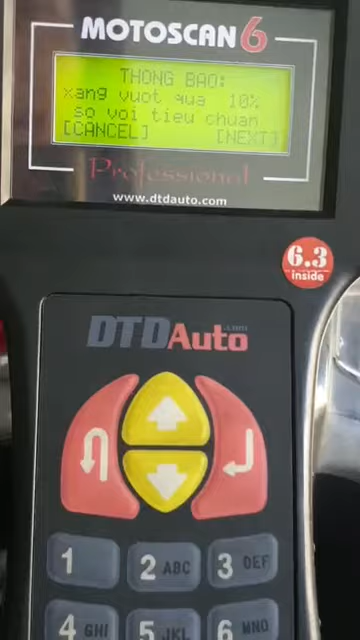 MOTOSCAN 6
THONG BAO:
xang vuot qua 10%
so voi tieu chuan
[CANCEL] [NEXT]
Professional
www.dtdauto.com
6.3
Inside
DTDAuto.com
1 2 ABC 3 DEF
4 GHI 5 JKL 6 MNO